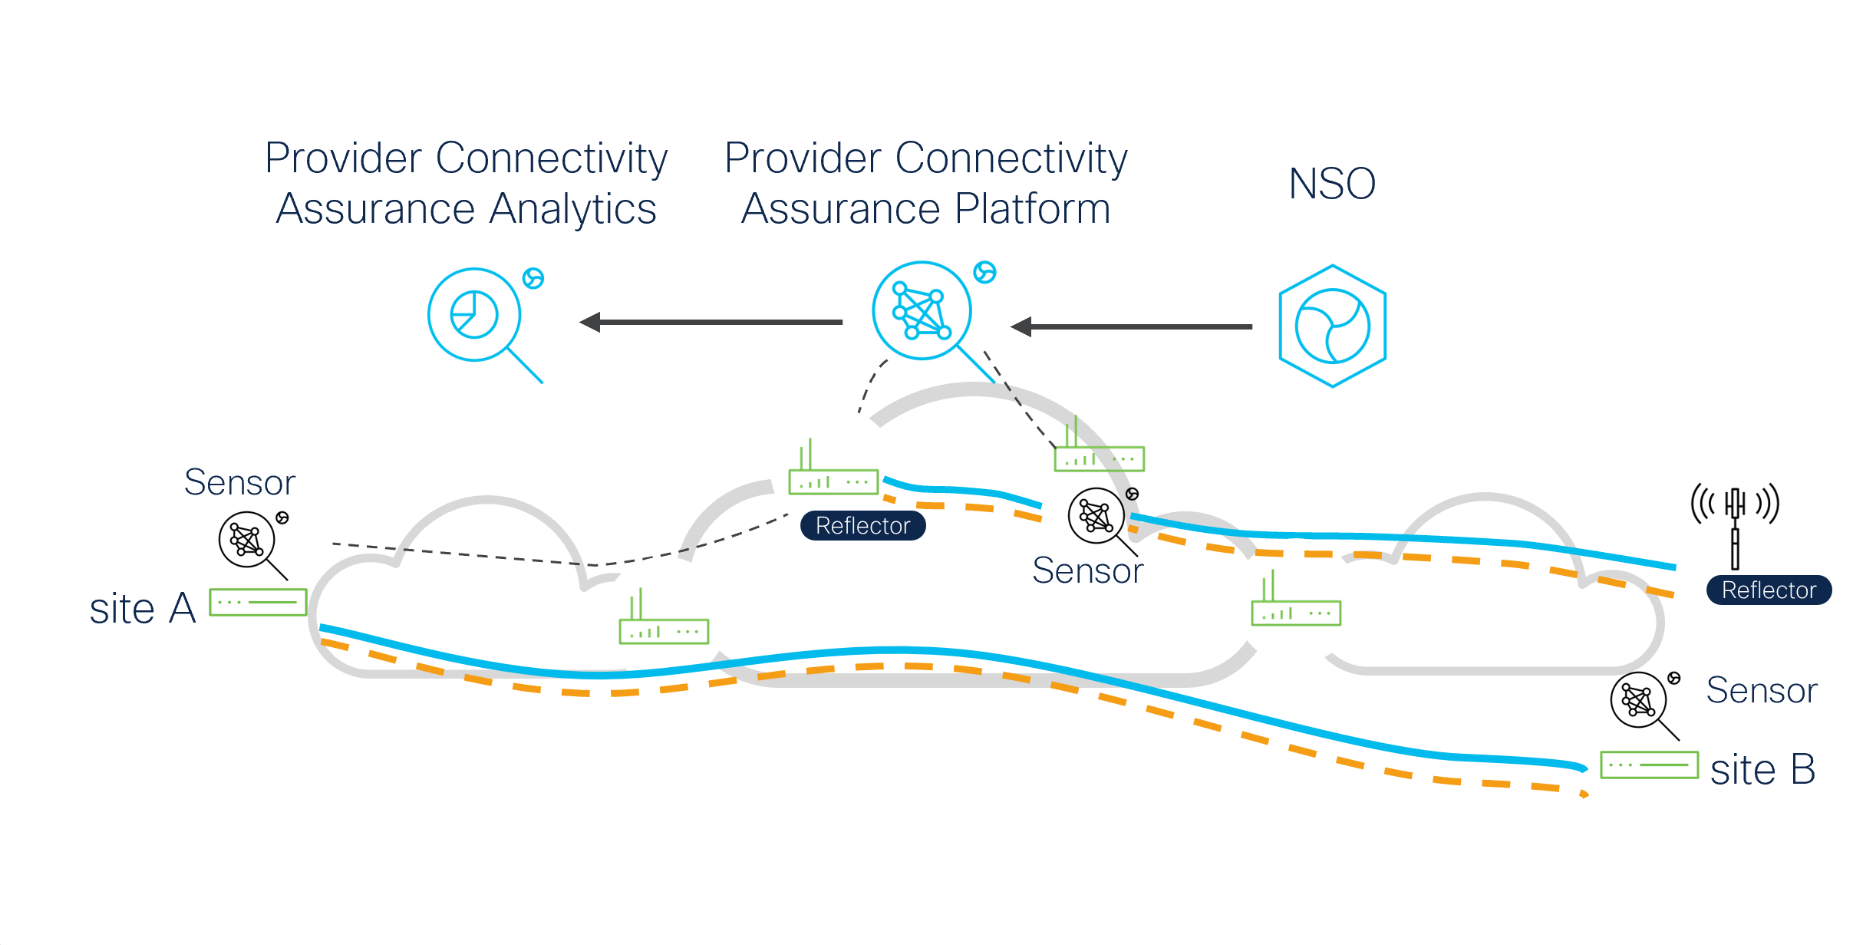 Provider Connectivity
Assurance Analytics
Provider Connectivity
Assurance Platform
NSO
Sensor
Reflector
Sensor
Reflector
site A
Sensor
site B